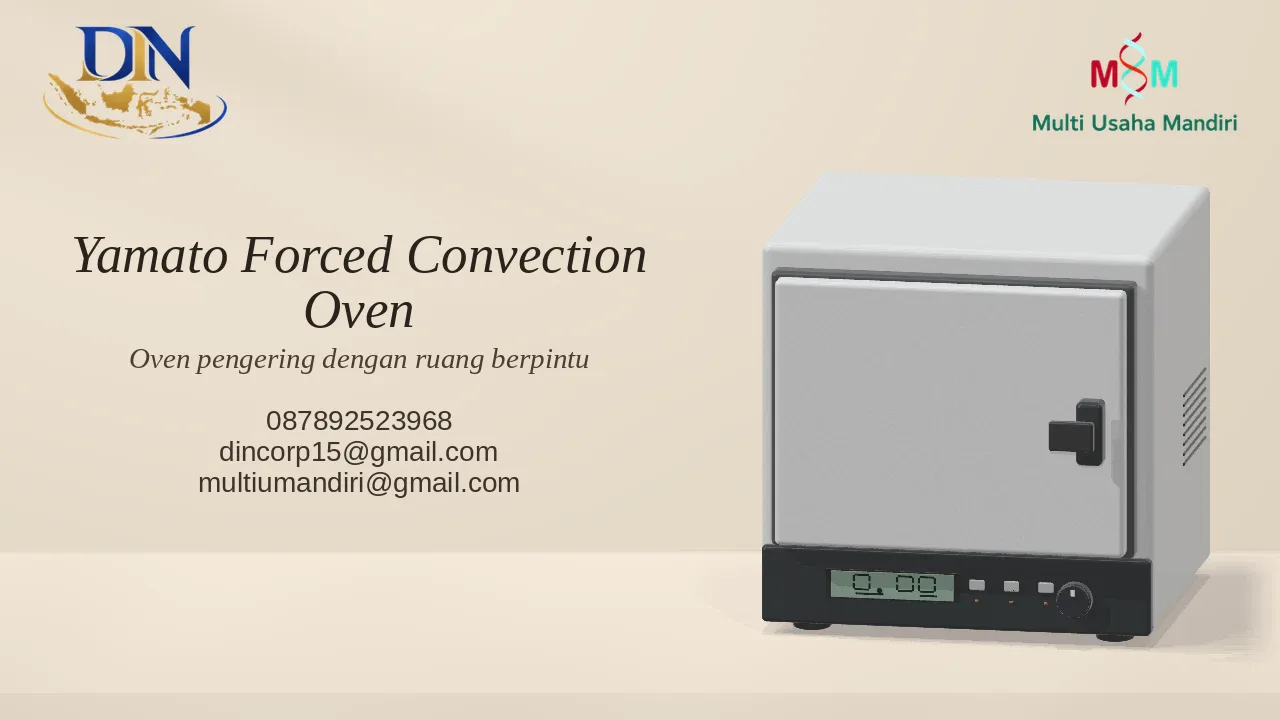 DN
M M
Multi Usaha Mandiri
Yamato Forced Convection
Oven
Oven pengering dengan ruang berpintu
087892523968
dincorp15@gmail.com
multiumandiri@gmail.com
0.00